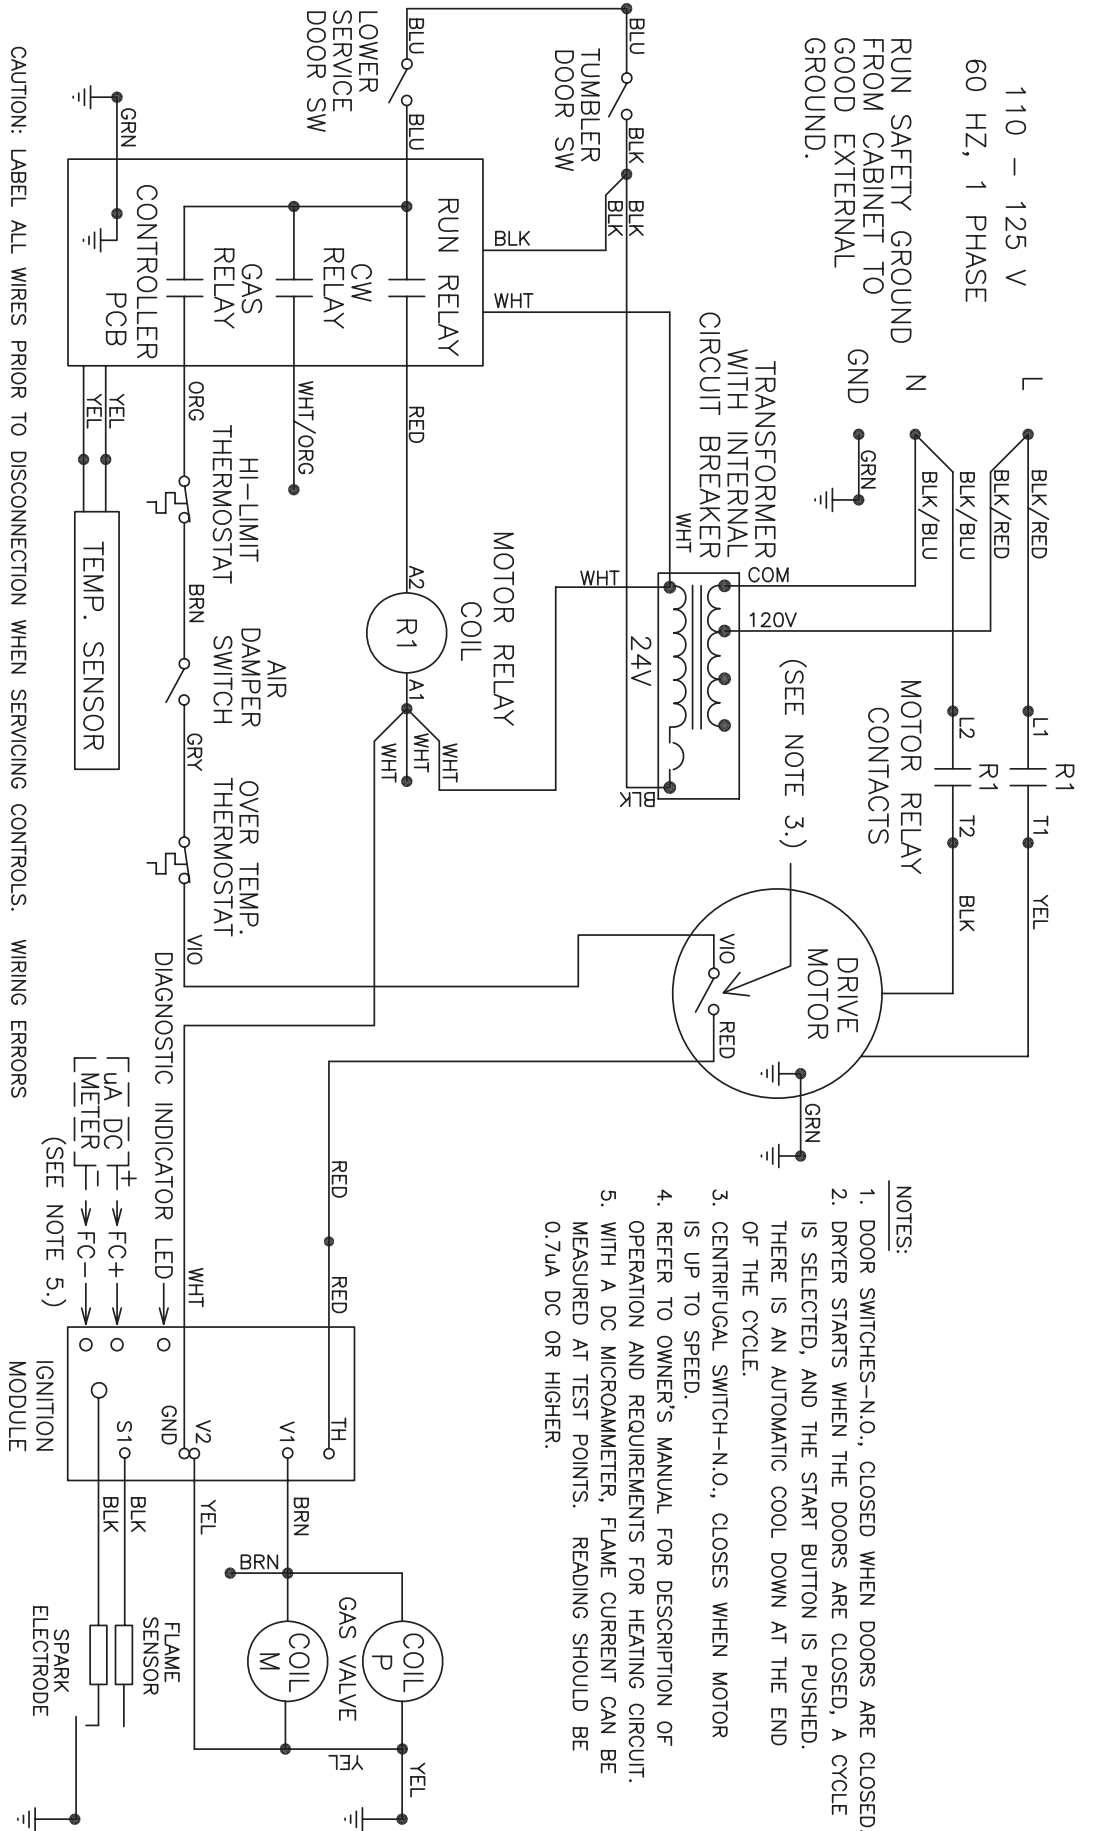 110 – 125 V
60 HZ, 1 PHASE
RUN SAFETY GROUND
FROM CABINET TO
GOOD EXTERNAL
GROUND.
L
N
GND
GRN
BLK/RED
BLK/RED
BLK/BLU
BLK/BLU
L1
R1
T1
YEL
L2
R1
T2
BLK
MOTOR RELAY
CONTACTS
COM
120V
24V
TRANSFORMER
WITH INTERNAL
CIRCUIT BREAKER
WHT
WHT
BLK
(SEE NOTE 3.)
DRIVE
MOTOR
VIO
RED
GRN
BLU
TUMBLER
DOOR SW
BLK
BLK
BLK
BLK
WHT
BLU
LOWER
SERVICE
DOOR SW
BLU
GRN
RUN RELAY
CW
RELAY
GAS
RELAY
CONTROLLER
PCB
RED
WHT/ORG
ORG
YEL
YEL
TEMP. SENSOR
MOTOR RELAY
COIL
A2
R1
A1
WHT
WHT
WHT
HI–LIMIT
THERMOSTAT
BRN
AIR
DAMPER
SWITCH
GRY
OVER TEMP.
THERMOSTAT
VIO
RED
RED
WHT
DIAGNOSTIC INDICATOR LED
uA DC
METER
+
–
FC+
FC–
(SEE NOTE 5.)
IGNITION
MODULE
TH
V1
V2
GND
S1
BRN
BRN
YEL
BLK
BLK
COIL
P
COIL
M
GAS VALVE
YEL
YEL
FLAME
SENSOR
SPARK
ELECTRODE
NOTES:
1. DOOR SWITCHES–N.O., CLOSED WHEN DOORS ARE CLOSED.
2. DRYER STARTS WHEN THE DOORS ARE CLOSED, A CYCLE
IS SELECTED, AND THE START BUTTON IS PUSHED.
THERE IS AN AUTOMATIC COOL DOWN AT THE END
OF THE CYCLE.
3. CENTRIFUGAL SWITCH–N.O., CLOSES WHEN MOTOR
IS UP TO SPEED.
4. REFER TO OWNER'S MANUAL FOR DESCRIPTION OF
OPERATION AND REQUIREMENTS FOR HEATING CIRCUIT.
5. WITH A DC MICROAMMETER, FLAME CURRENT CAN BE
MEASURED AT TEST POINTS. READING SHOULD BE
0.7uA DC OR HIGHER.
CAUTION: LABEL ALL WIRES PRIOR TO DISCONNECTION WHEN SERVICING CONTROLS. WIRING ERRORS